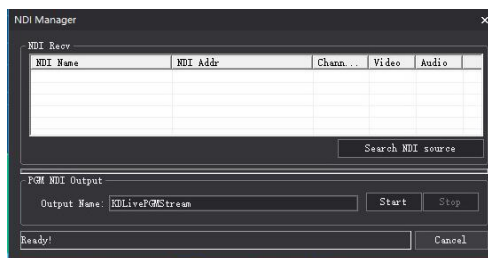 NDI Manager
NDI Recv
NDI Name NDI Addr Chann... Video Audio
Search NDI source
PGM NDI Output
Output Name: KDLivePGMStream Start Stop
Ready! Cancel